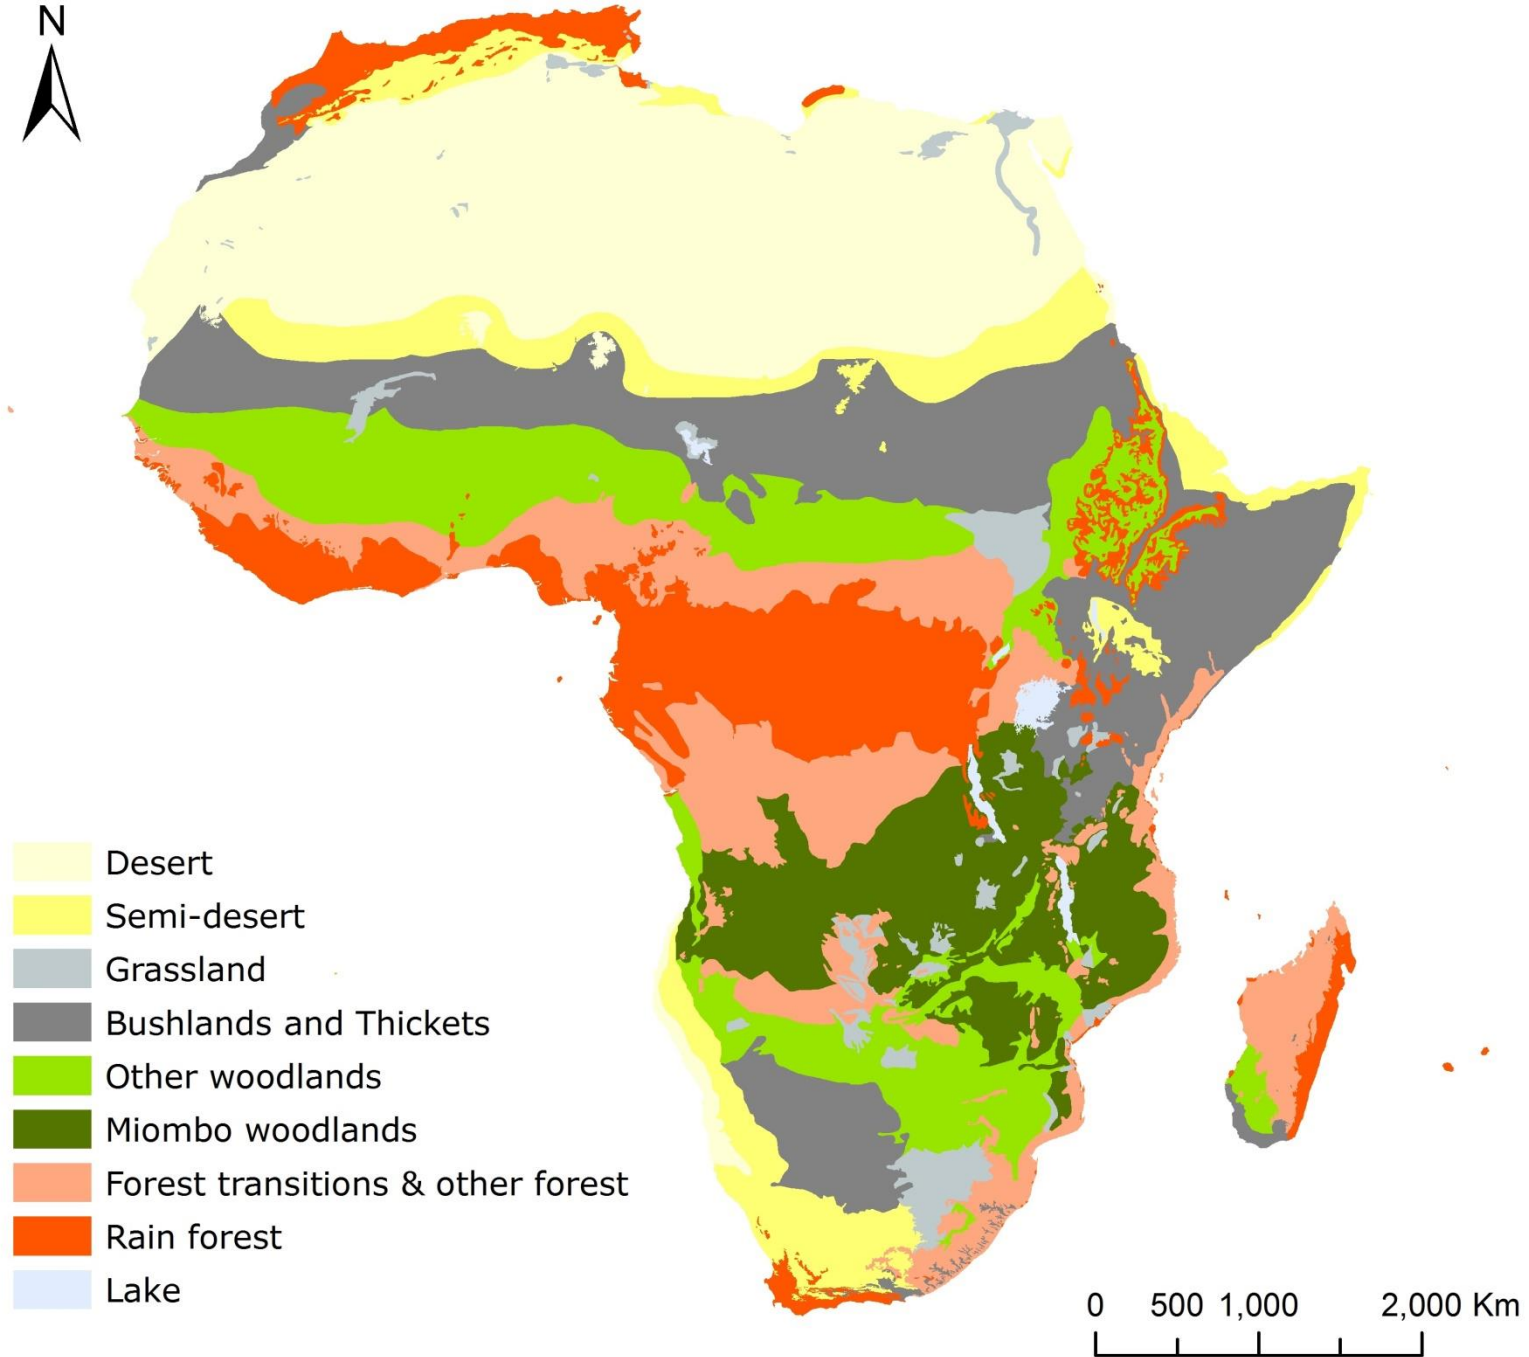 N
Desert
Semi-desert
Grassland
Bushlands and Thickets
Other woodlands
Miombo woodlands
Forest transitions & other forest
Rain forest
Lake
0 500 1,000 2,000 Km